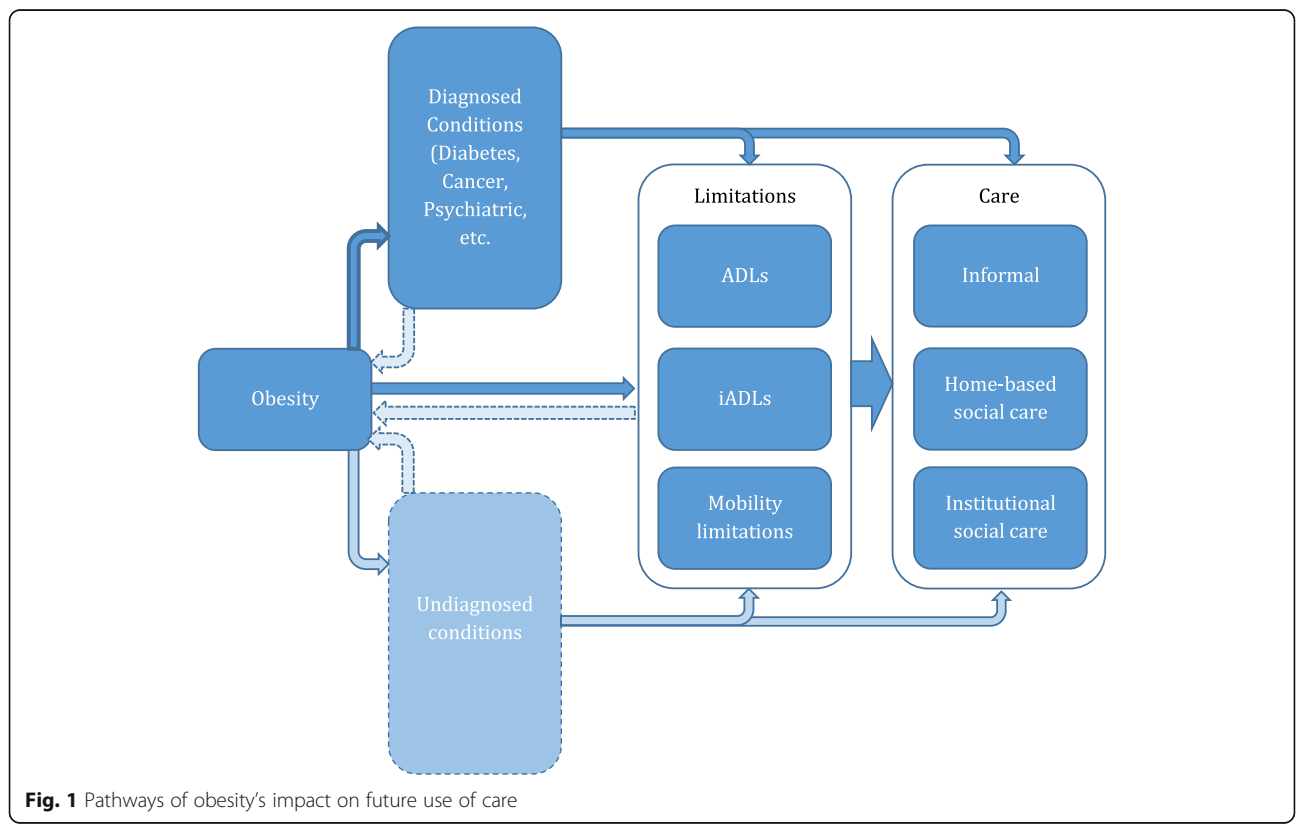 Diagnosed
Conditions
(Diabetes,
Cancer,
Psychiatric,
etc.
Limitations
Care
ADLs
Informal
Obesity
iADLs
Home-based
social care
Mobility
limitations
Institutional
social care
Undiagnosed
conditions
Fig. 1 Pathways of obesity's impact on future use of care